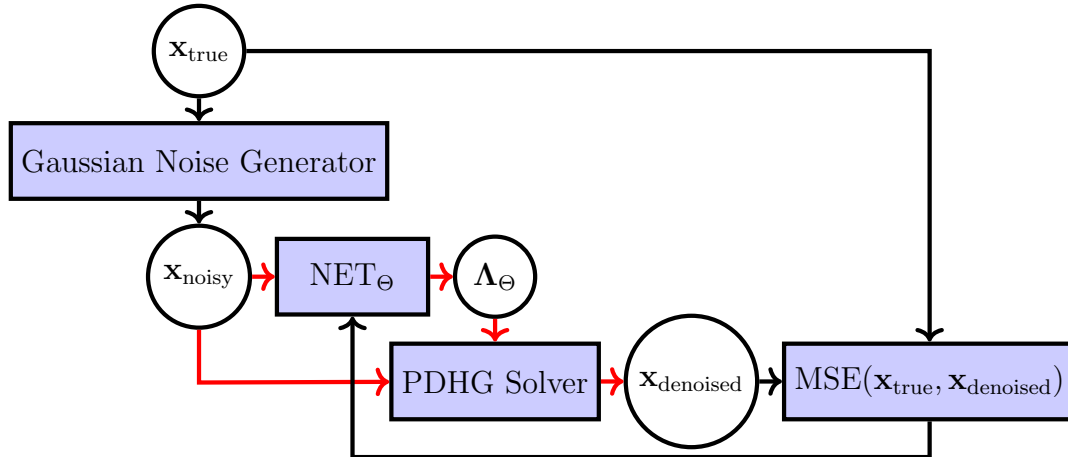 x_true
Gaussian Noise Generator
x_noisy
NET_Θ
Λ_Θ
PDHG Solver
x_denoised
MSE(x_true, x_denoised)